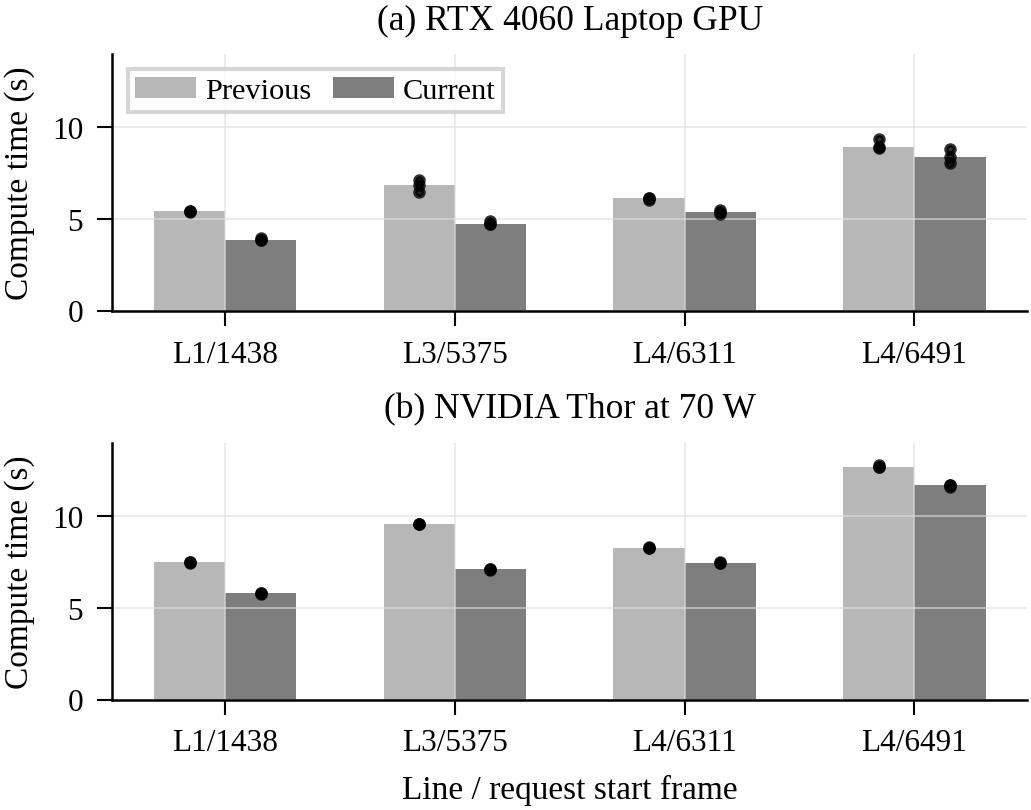 (a) RTX 4060 Laptop GPU
Compute time (s)
Previous Current
10
5
0
L1/1438 L3/5375 L4/6311 L4/6491
(b) NVIDIA Thor at 70 W
Compute time (s)
10
5
0
L1/1438 L3/5375 L4/6311 L4/6491
Line / request start frame